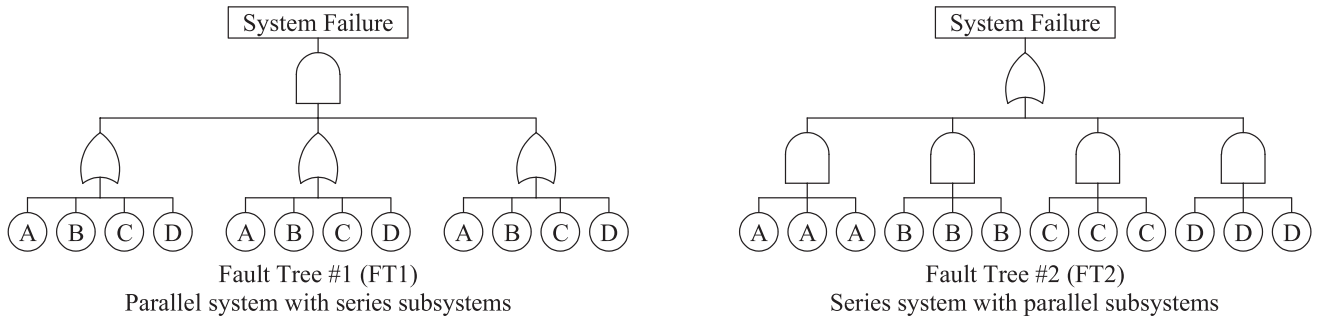 System Failure
A B C D A B C D A B C D
Fault Tree #1 (FT1)
Parallel system with series subsystems
System Failure
A A A B B B C C C D D D
Fault Tree #2 (FT2)
Series system with parallel subsystems